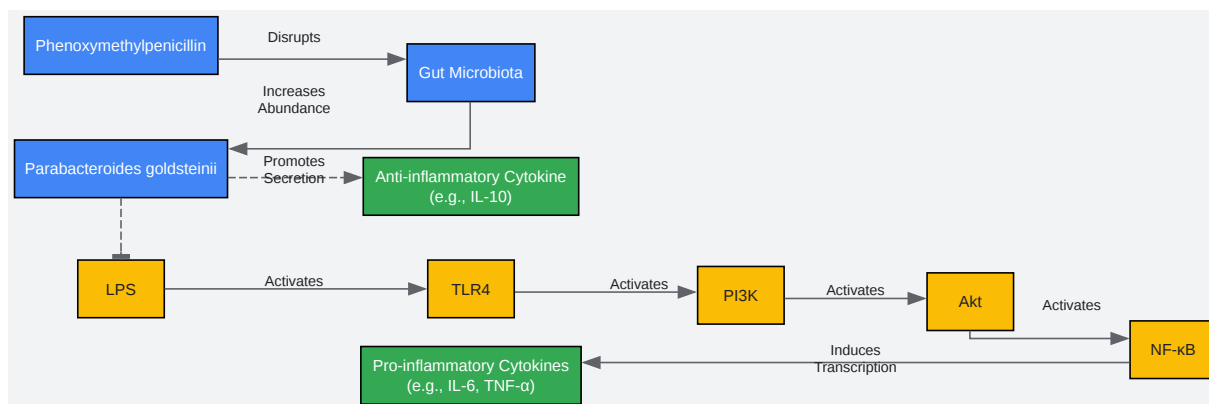 Phenoxymethylpenicillin
Disrupts
Gut Microbiota
Increases
Abundance
Parabacteroides goldsteinii
Promotes
Secretion
Anti-inflammatory Cytokine
(e.g., IL-10)
LPS
Activates
TLR4
Activates
PI3K
Activates
Akt
Activates
NF-κB
Induces
Transcription
Pro-inflammatory Cytokines
(e.g., IL-6, TNF-α)